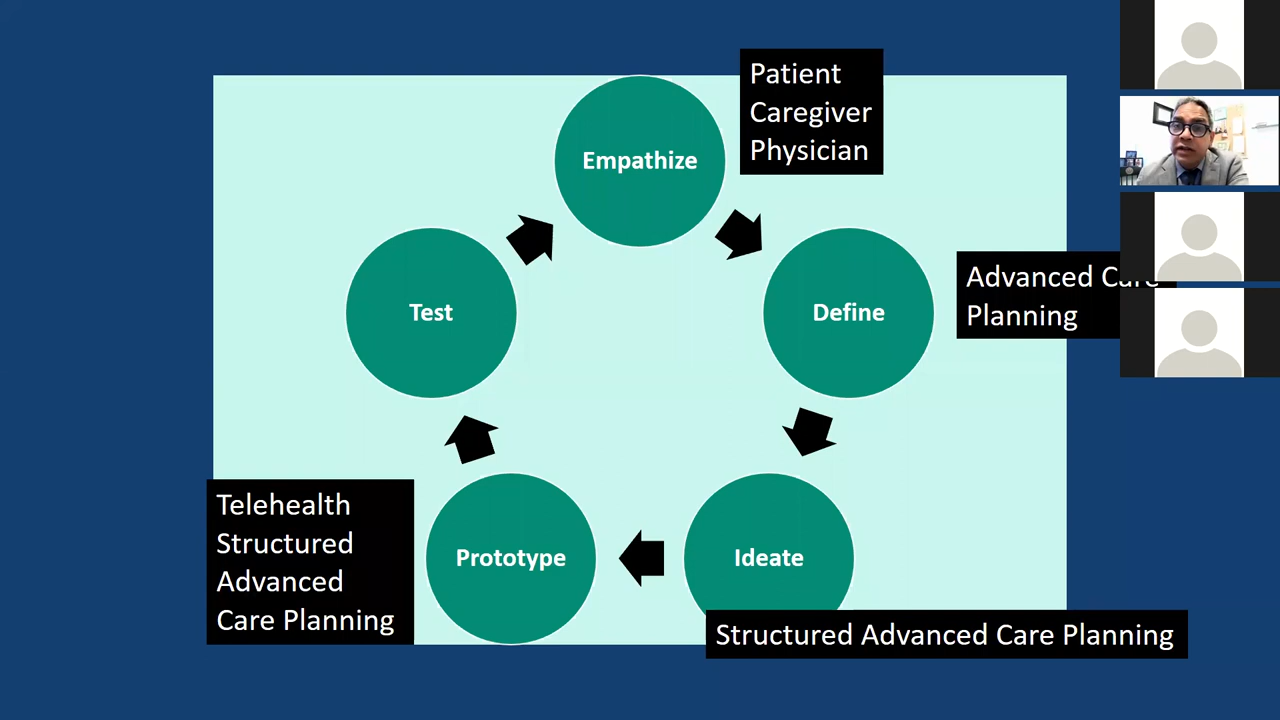 Empathize
Patient
Caregiver
Physician
Define
Advanced Care
Planning
Ideate
Structured Advanced Care Planning
Prototype
Telehealth
Structured
Advanced
Care Planning
Test